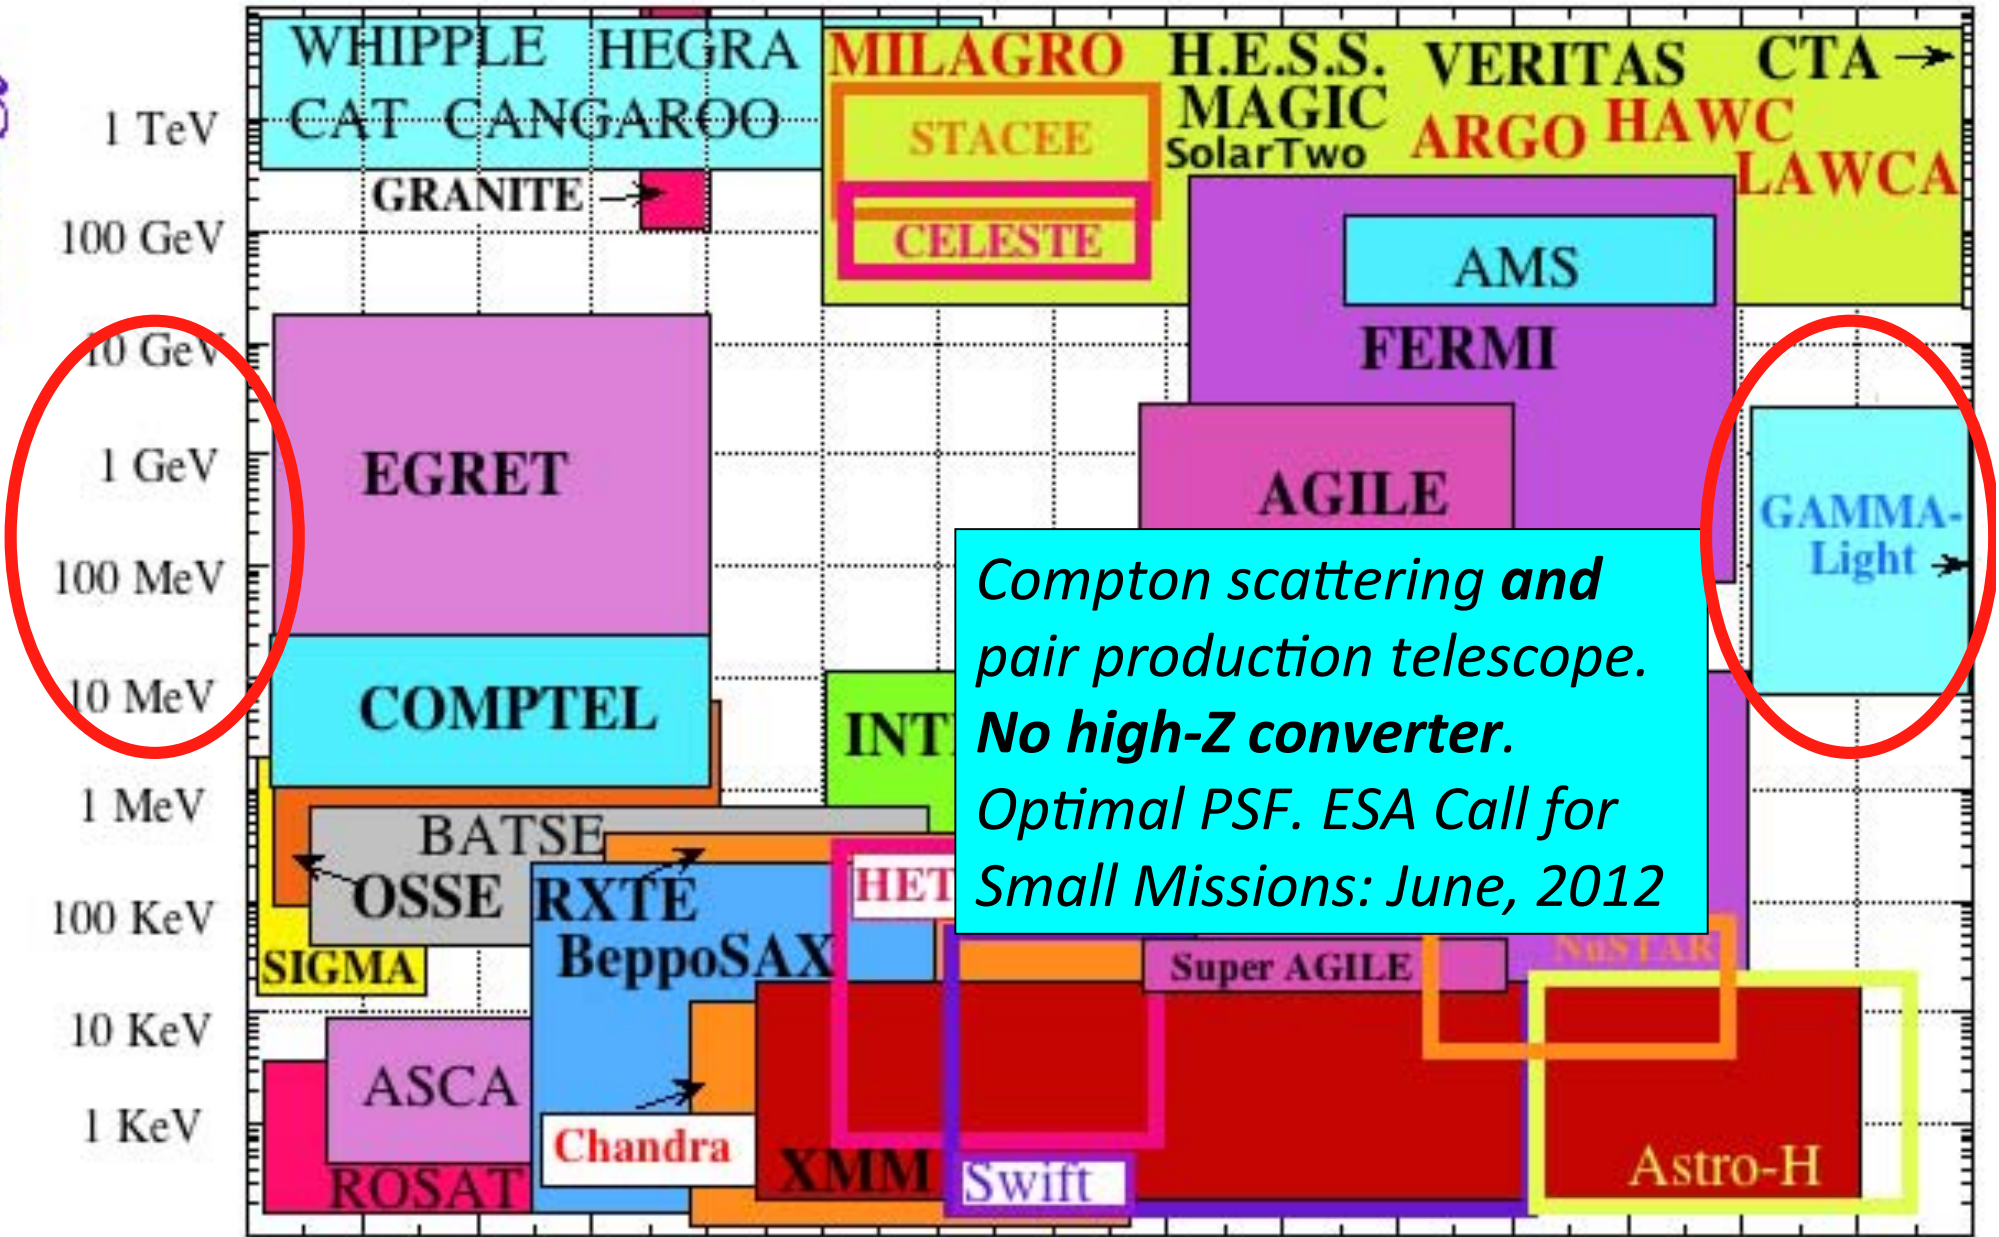 WHIPPLE HEGRA
CAT CANGAROO
MILAGRO
H.E.S.S.
VERITAS
CTA
MAGIC
STACEE
ARGO
HAWC
SolarTwo
LAWCA
1 TeV
GRANITE
100 GeV
CELESTE
AMS
10 GeV
FERMI
1 GeV
EGRET
AGILE
GAMMA-
Light
100 MeV
Compton scattering and
pair production telescope.
No high-Z converter.
Optimal PSF. ESA Call for
Small Missions: June, 2012
10 MeV
COMPTEL
1 MeV
BATSE
OSSE
RXTE
100 KeV
BeppoSAX
SIGMA
Super AGILE
NuSTAR
10 KeV
ASCA
1 KeV
Chandra
ROSAT
XMM
Swift
Astro-H